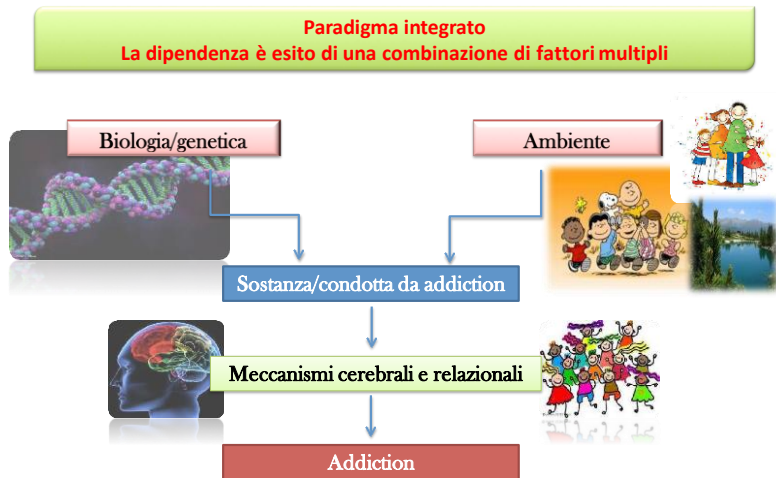 Paradigma integrato
La dipendenza è esito di una combinazione di fattori multipli
Biologia/genetica
Ambiente
Sostanza/condotta da addiction
Meccanismi cerebrali e relazionali
Addiction